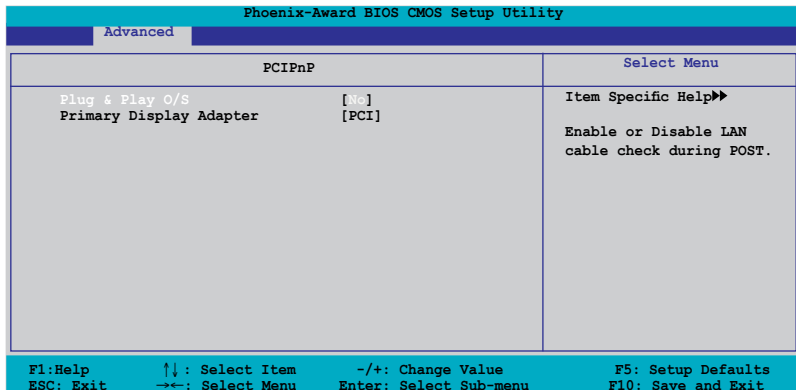 Phoenix-Award BIOS CMOS Setup Utility
Advanced
PCIPnP
Select Menu
Plug & Play O/S [No]
Primary Display Adapter [PCI]
Item Specific Help▶▶
Enable or Disable LAN
cable check during POST.
F1:Help ↑↓: Select Item -/+: Change Value F5: Setup Defaults
ESC: Exit →←: Select Menu Enter: Select Sub-menu F10: Save and Exit